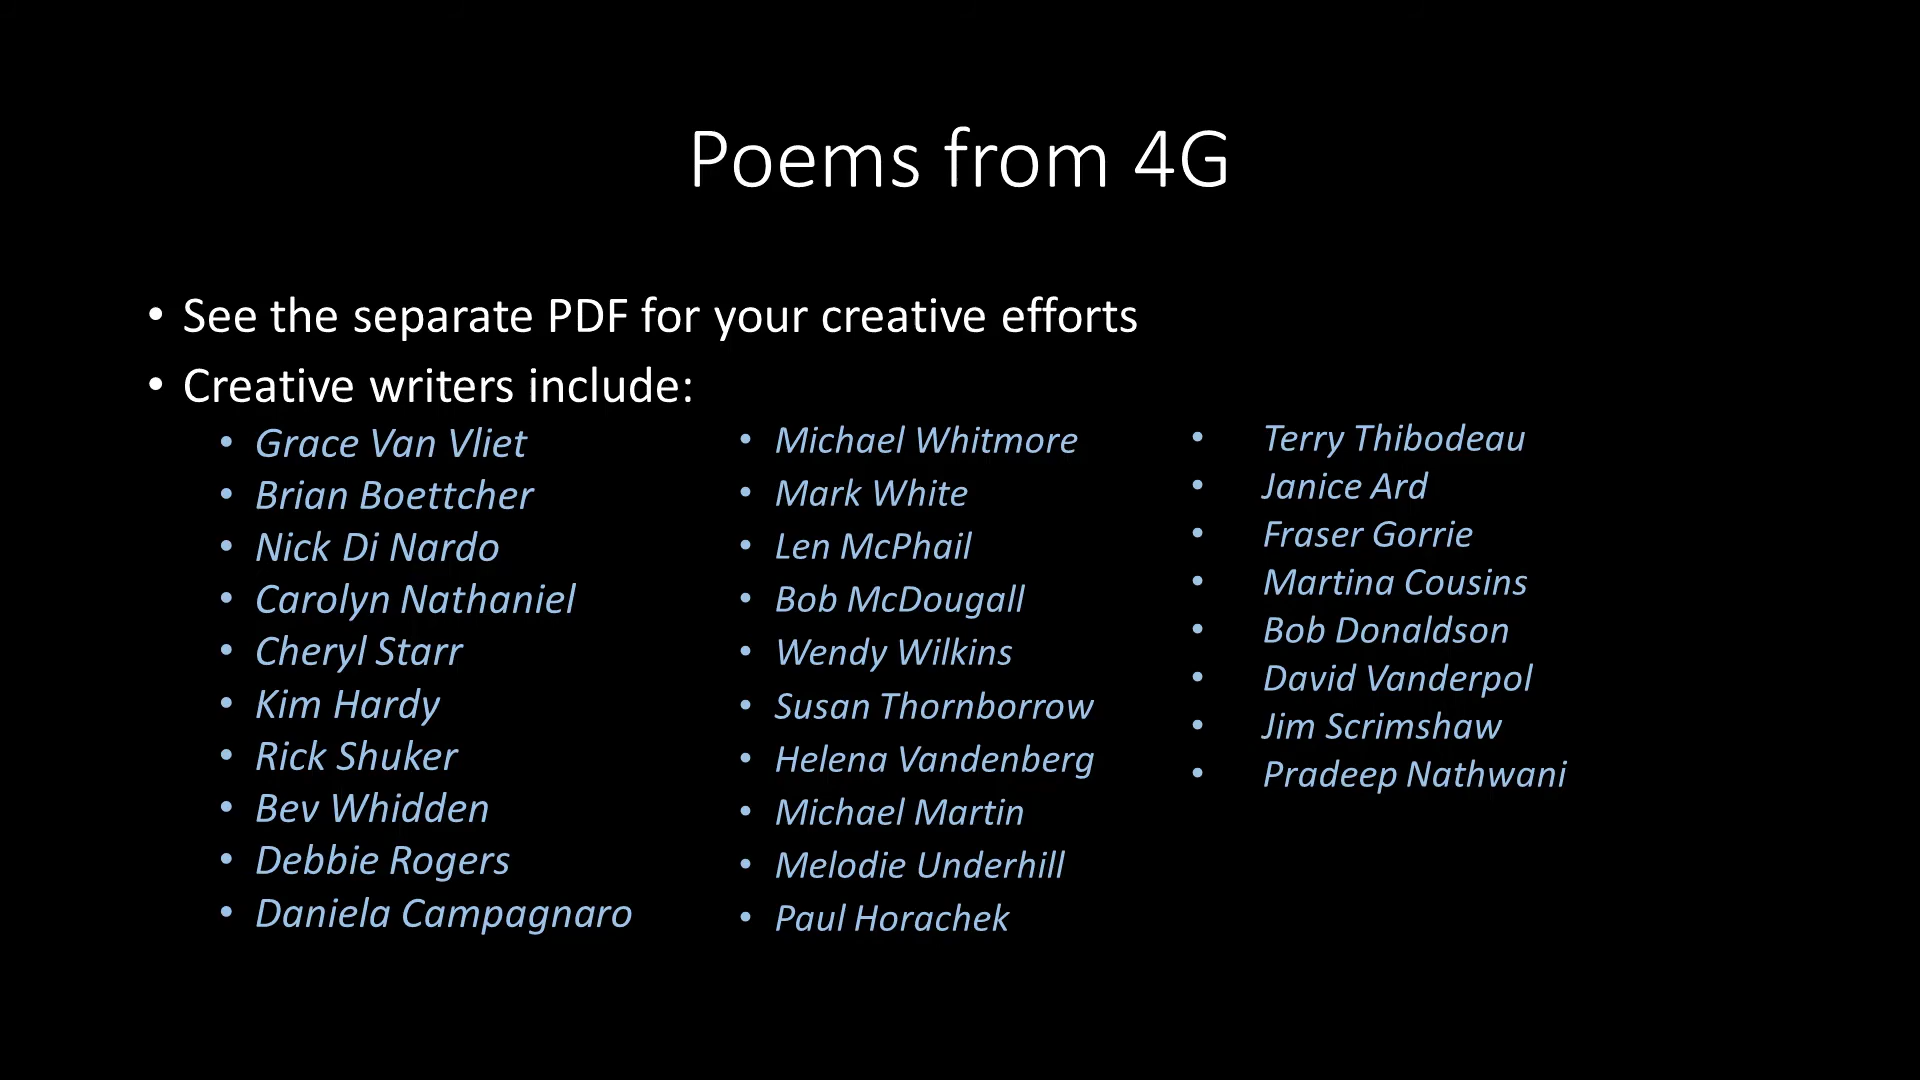 Poems from 4G
• See the separate PDF for your creative efforts
• Creative writers include:
• Grace Van Vliet
• Brian Boettcher
• Nick Di Nardo
• Carolyn Nathaniel
• Cheryl Starr
• Kim Hardy
• Rick Shuker
• Bev Whidden
• Debbie Rogers
• Daniela Campagnaro
• Michael Whitmore
• Mark White
• Len McPhail
• Bob McDougall
• Wendy Wilkins
• Susan Thornborrow
• Helena Vandenberg
• Michael Martin
• Melodie Underhill
• Paul Horachek
• Terry Thibodeau
• Janice Ard
• Fraser Gorrie
• Martina Cousins
• Bob Donaldson
• David Vanderpol
• Jim Scrimshaw
• Pradeep Nathwani